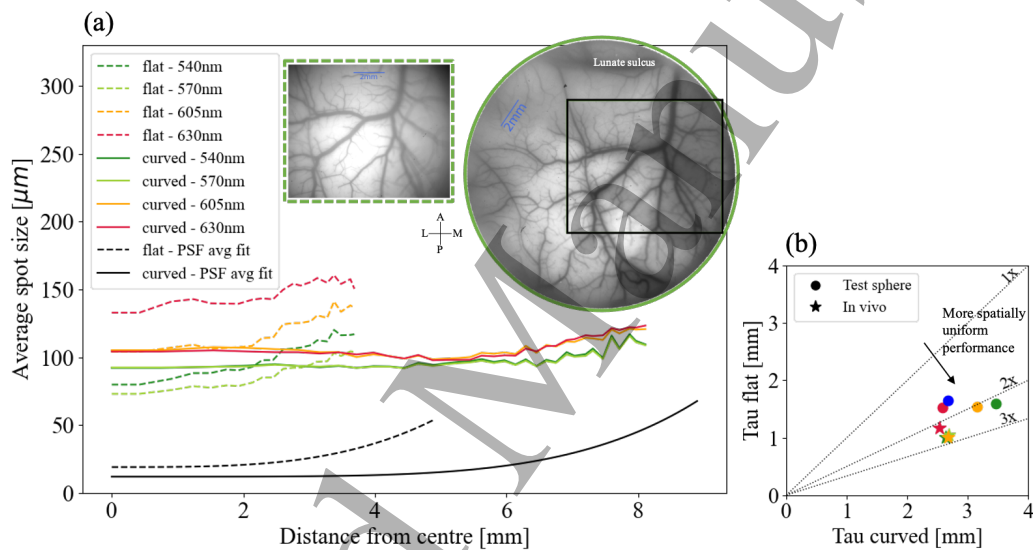 (a)
300
250
200
150
100
50
0
Average spot size [μm]
flat - 540nm
flat - 570nm
flat - 605nm
flat - 630nm
curved - 540nm
curved - 570nm
curved - 605nm
curved - 630nm
flat - PSF avg fit
curved - PSF avg fit
2mm
Lunate sulcus
2mm
A
L M
P
0 2 4 6 8
Distance from centre [mm]
(b)
4
3
2
1
0
Tau flat [mm]
Test sphere
In vivo
1x
More spatially
uniform
performance
2x
3x
0 1 2 3 4
Tau curved [mm]